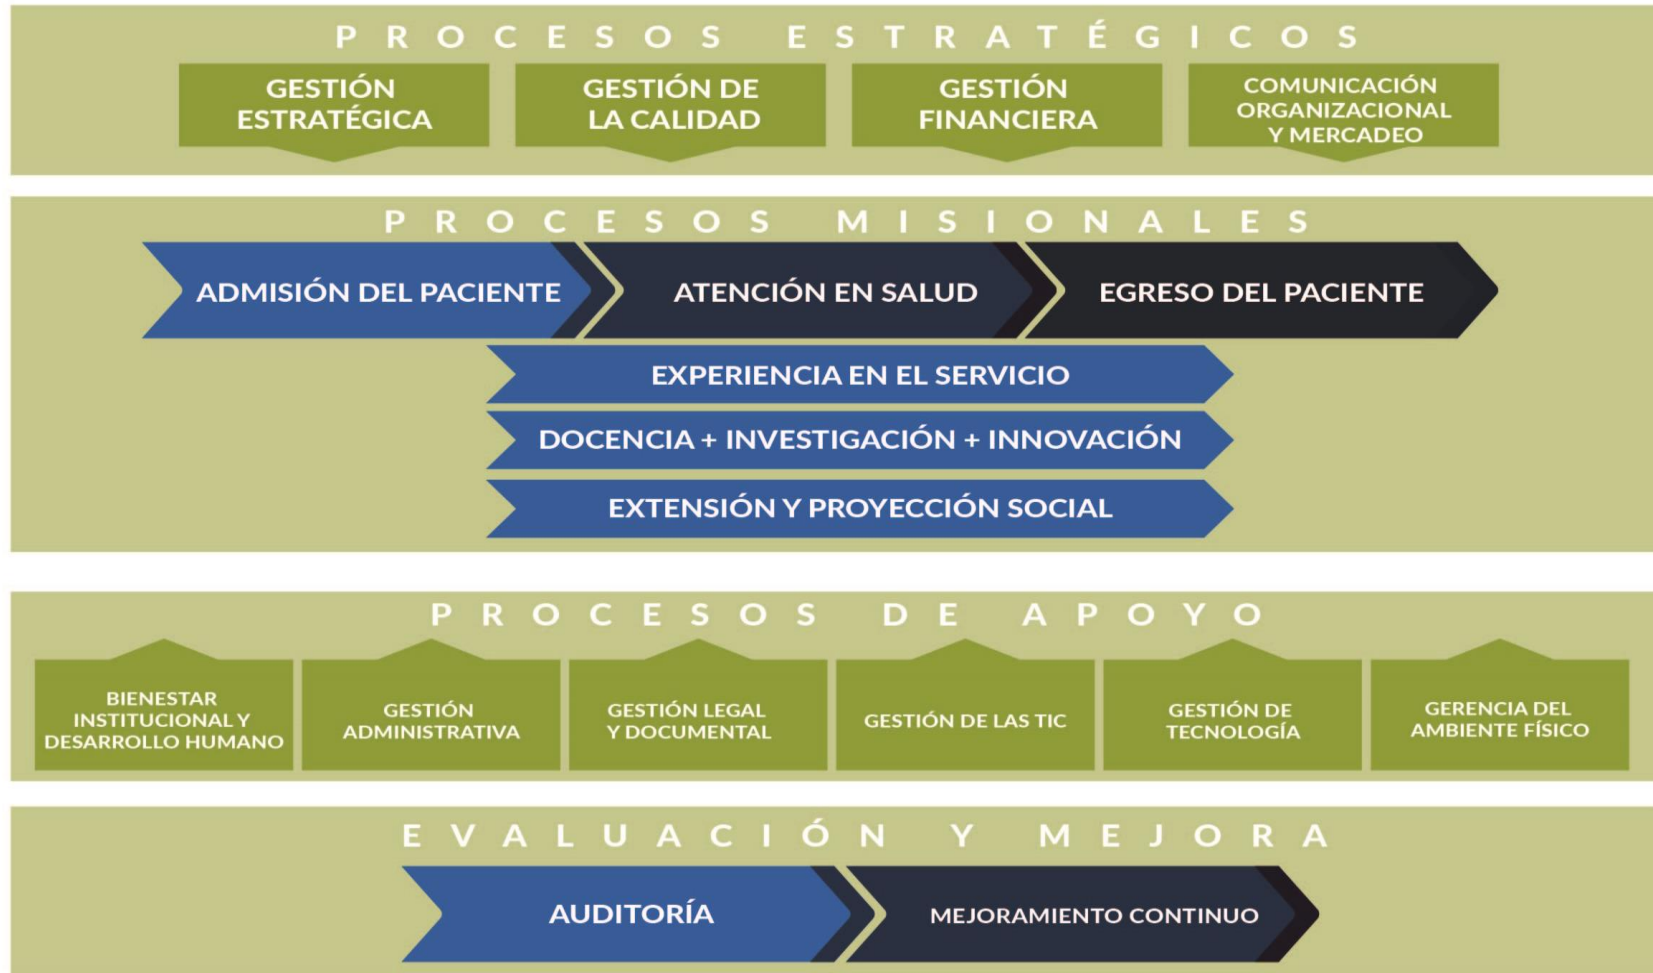 PROCESOS ESTRATÉGICOS
GESTIÓN
ESTRATÉGICA
GESTIÓN DE
LA CALIDAD
GESTIÓN
FINANCIERA
COMUNICACIÓN
ORGANIZACIONAL
Y MERCADEO
PROCESOS MISIONALES
ADMISIÓN DEL PACIENTE
ATENCIÓN EN SALUD
EGRESO DEL PACIENTE
EXPERIENCIA EN EL SERVICIO
DOCENCIA + INVESTIGACIÓN + INNOVACIÓN
EXTENSIÓN Y PROYECCIÓN SOCIAL
PROCESOS DE APOYO
BIENESTAR
INSTITUCIONAL Y
DESARROLLO HUMANO
GESTIÓN
ADMINISTRATIVA
GESTIÓN LEGAL
Y DOCUMENTAL
GESTIÓN DE LAS TIC
GESTIÓN DE
TECNOLOGÍA
GERENCIA DEL
AMBIENTE FÍSICO
EVALUACIÓN Y MEJORA
AUDITORÍA
MEJORAMIENTO CONTINUO